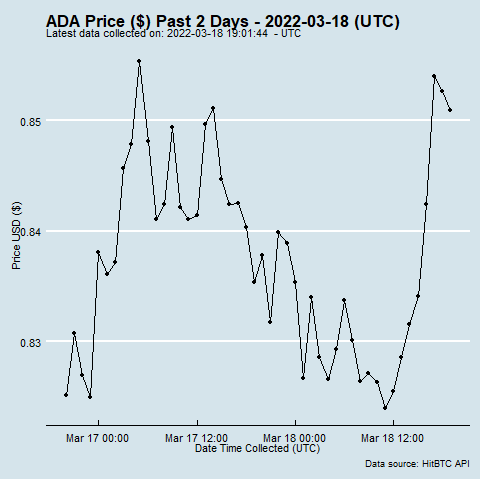 ADA Price ($) Past 2 Days - 2022-03-18 (UTC)
Latest data collected on: 2022-03-18 19:01:44 - UTC
0.85
0.84
0.83
Price USD ($)
Mar 17 00:00 Mar 17 12:00 Mar 18 00:00 Mar 18 12:00
Date Time Collected (UTC)
Data source: HitBTC API